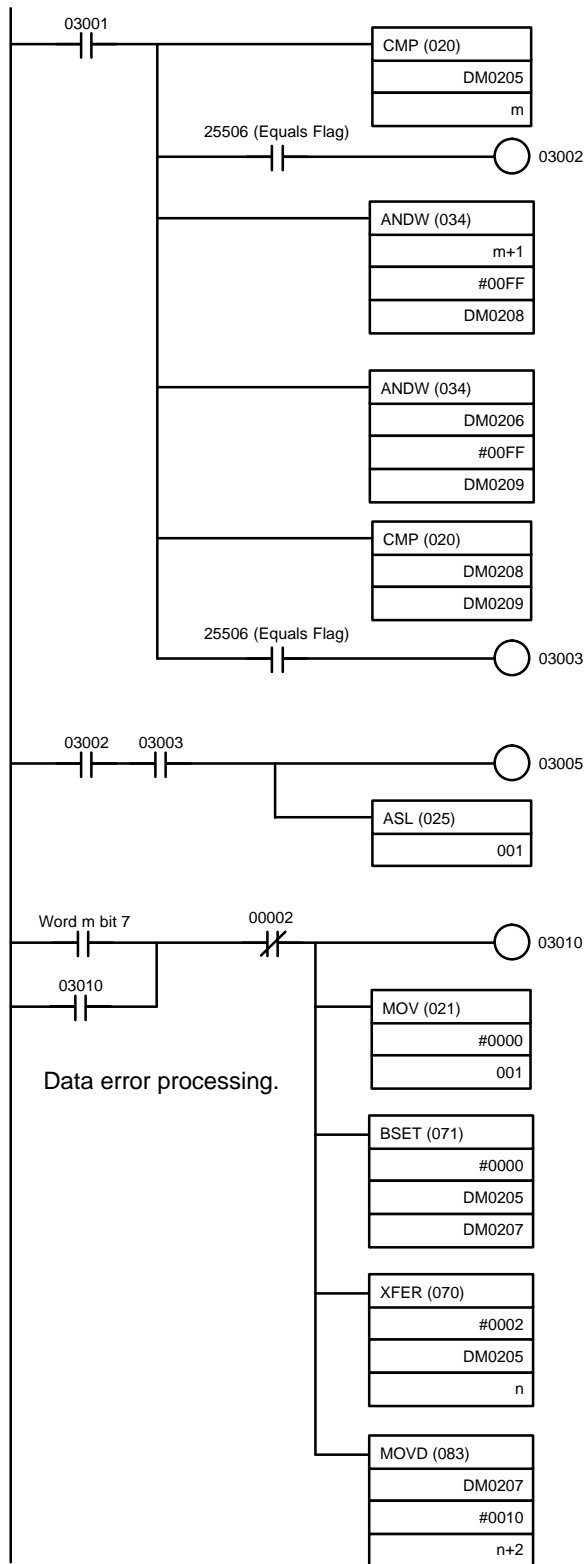 03001
CMP (020)
DM0205
m
25506 (Equals Flag)
03002
ANDW (034)
m+1
#00FF
DM0208
ANDW (034)
DM0206
#00FF
DM0209
CMP (020)
DM0208
DM0209
25506 (Equals Flag)
03003
03002 03003
03005
ASL (025)
001
Word m bit 7 00002
03010
03010
MOV (021)
#0000
001
Data error processing.
BSET (071)
#0000
DM0205
DM0207
XFER (070)
#0002
DM0205
n
MOVD (083)
DM0207
#0010
n+2